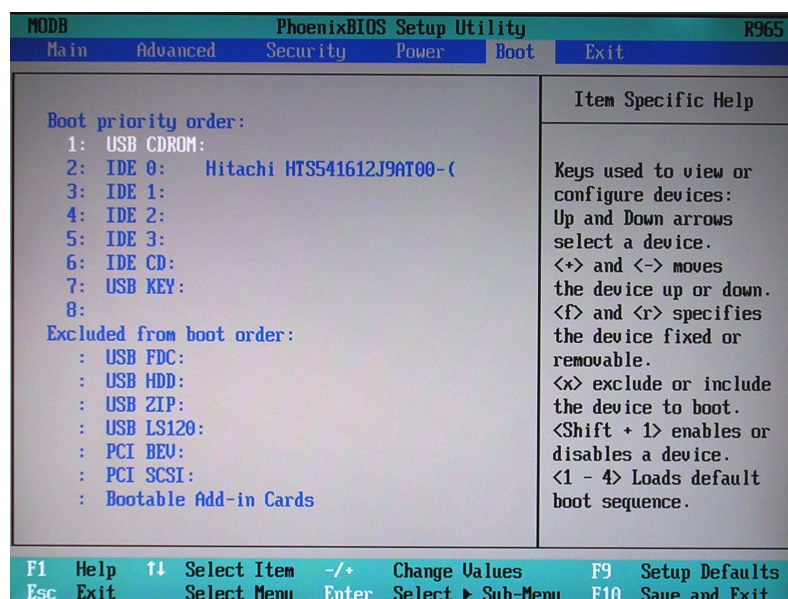 MODB PhoenixBIOS Setup Utility R965
Main Advanced Security Power Boot Exit
Boot priority order:
1: USB CDROM:
2: IDE 0: Hitachi HTS541612J9AT00-(
3: IDE 1:
4: IDE 2:
5: IDE 3:
6: IDE CD:
7: USB KEY:
8:
Excluded from boot order:
: USB FDC:
: USB HDD:
: USB ZIP:
: USB LS120:
: PCI BEV:
: PCI SCSI:
: Bootable Add-in Cards
Item Specific Help
Keys used to view or
configure devices:
Up and Down arrows
select a device.
<+> and <-> moves
the device up or down.
<f> and <r> specifies
the device fixed or
removable.
<x> exclude or include
the device to boot.
<Shift + 1> enables or
disables a device.
<1 - 4> Loads default
boot sequence.
F1 Help ↑↓ Select Item -/+ Change Values F9 Setup Defaults
Esc Exit Select Menu Enter Select ▶ Sub-Menu F10 Save and Exit